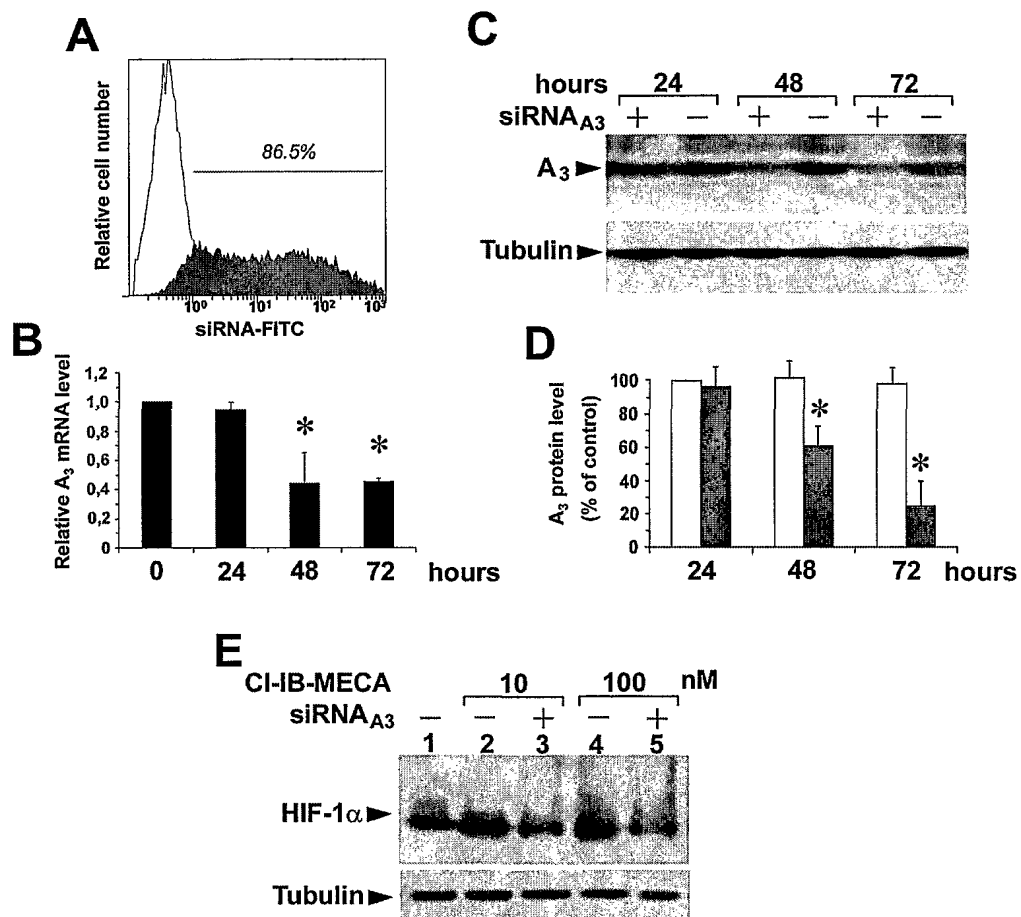 A
Relative cell number
86.5%
10⁰ 10¹ 10² 10³
siRNA-FITC
B
Relative A₃ mRNA level
1,2
1,0
0,8
0,6
0,4
0,2
0
* *
0 24 48 72 hours
C
hours 24 48 72
siRNA A3 + − + − + −
A₃
Tubulin
D
A₃ protein level
(% of control)
100
80
60
40
20
0
* *
24 48 72 hours
E
Cl-IB-MECA 10 100 nM
siRNA A3 − − + − +
1 2 3 4 5
HIF-1α
Tubulin